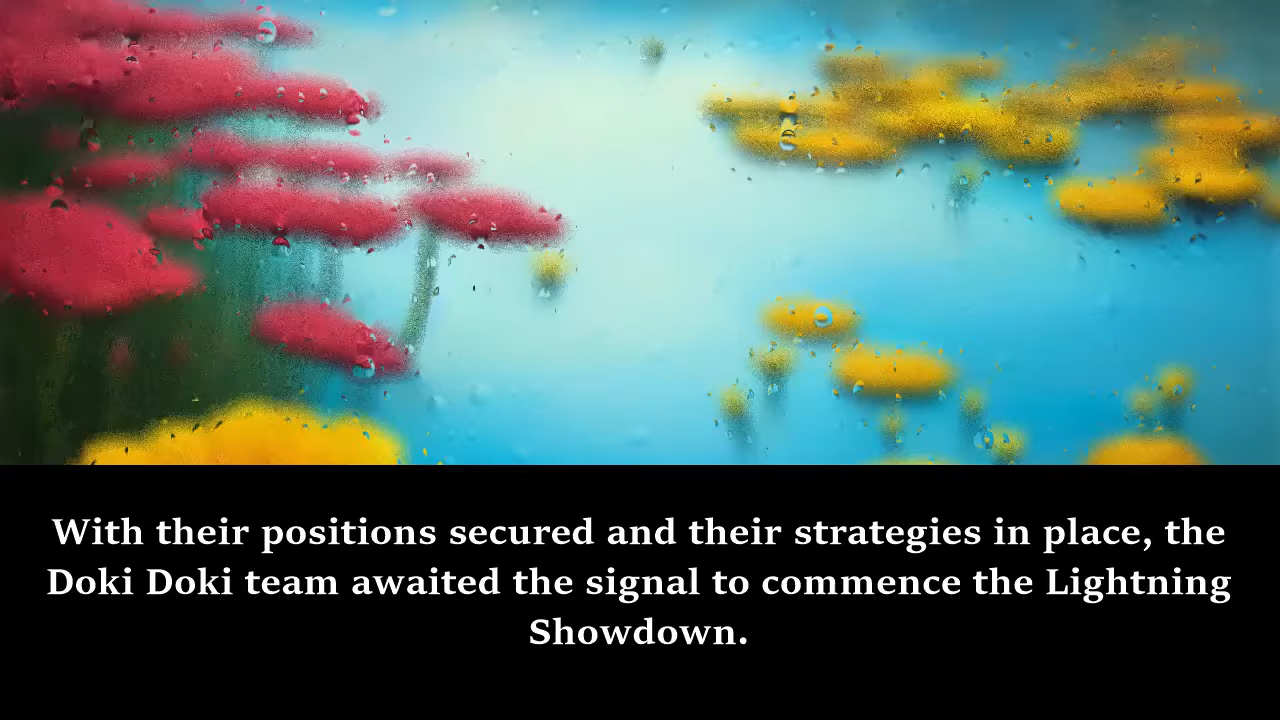 With their positions secured and their strategies in place, the
Doki Doki team awaited the signal to commence the Lightning
Showdown.